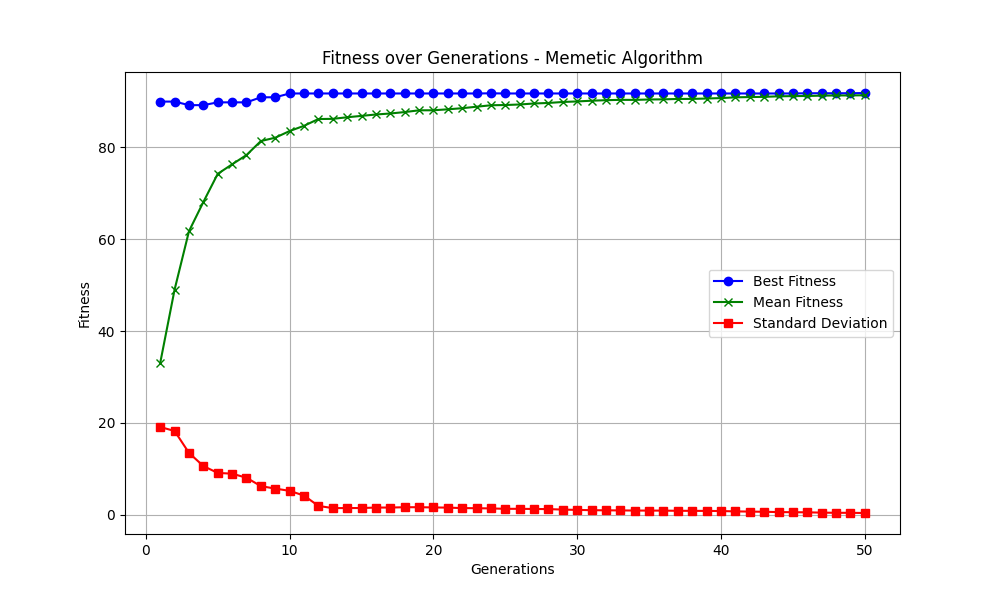 Fitness over Generations - Memetic Algorithm
Fitness
80
60
40
20
0
Best Fitness
Mean Fitness
Standard Deviation
0 10 20 30 40 50
Generations